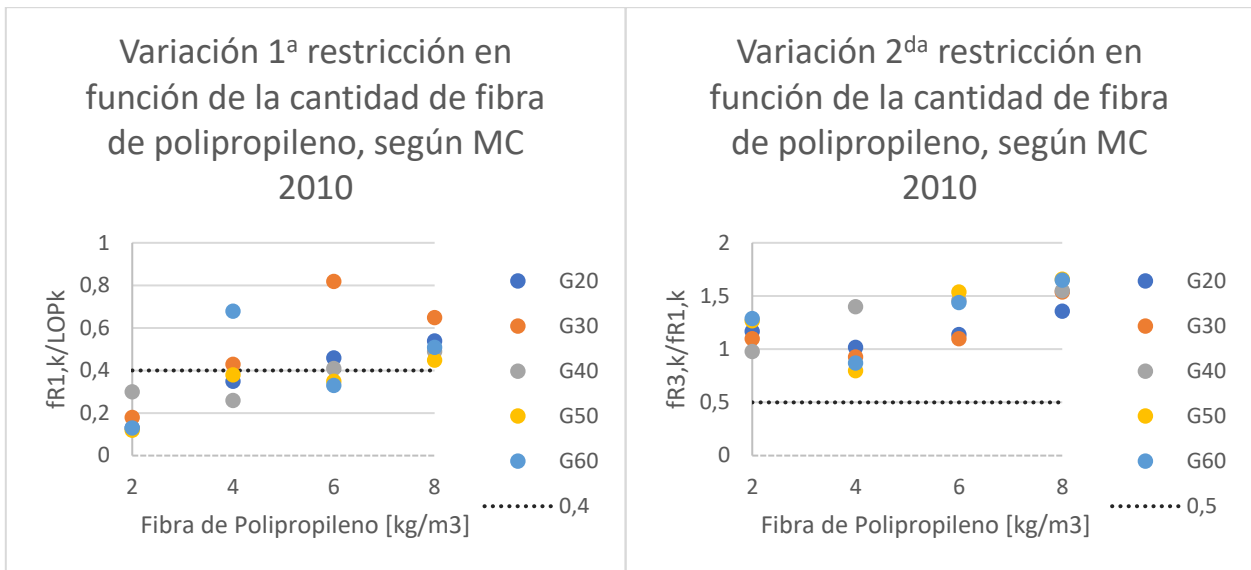 Variación 1ª restricción en
función de la cantidad de fibra
de polipropileno, según MC
2010
1
0,8
0,6
0,4
0,2
0
2
4
6
8
fR1,k/LOPk
Fibra de Polipropileno [kg/m3]
G20
G30
G40
G50
G60
0,4
Variación 2da restricción en
función de la cantidad de fibra
de polipropileno, según MC
2010
2
1,5
1
0,5
0
2
4
6
8
fR3,k/fR1,k
Fibra de Polipropileno [kg/m3]
G20
G30
G40
G50
G60
0,5